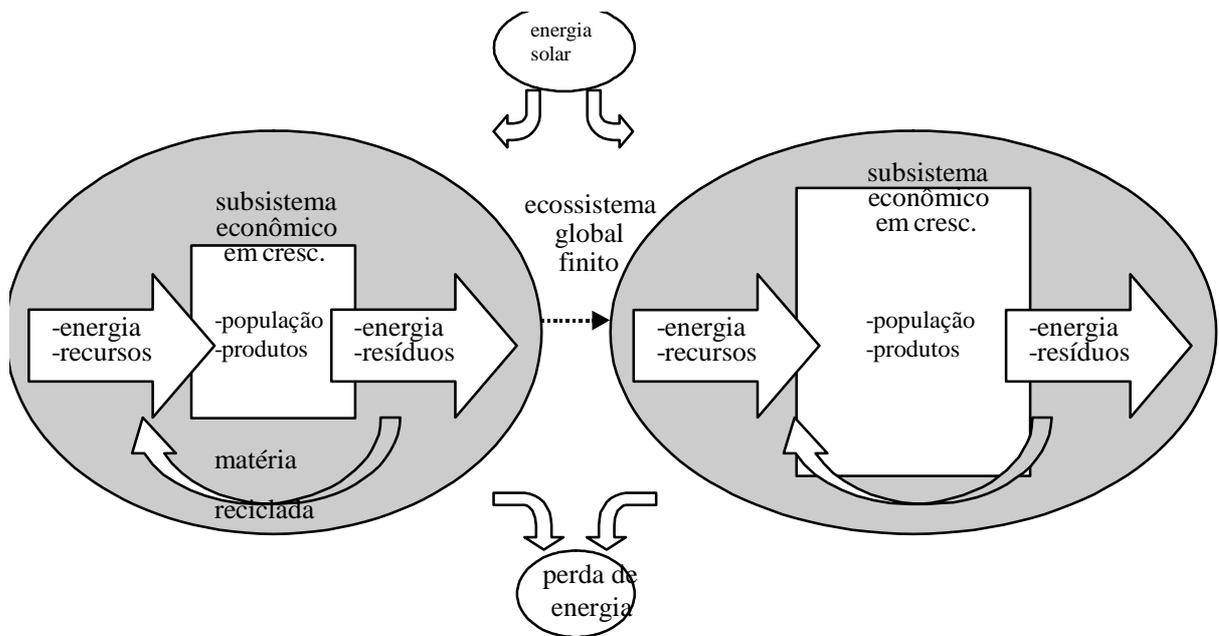 energia
solar
subsistema
econômico
em cresc.
-energia
-recursos
-população
-produtos
-energia
-resíduos
matéria
reciclada
ecossistema
global
finito
subsistema
econômico
em cresc.
-energia
-recursos
-população
-produtos
-energia
-resíduos
perda de
energia